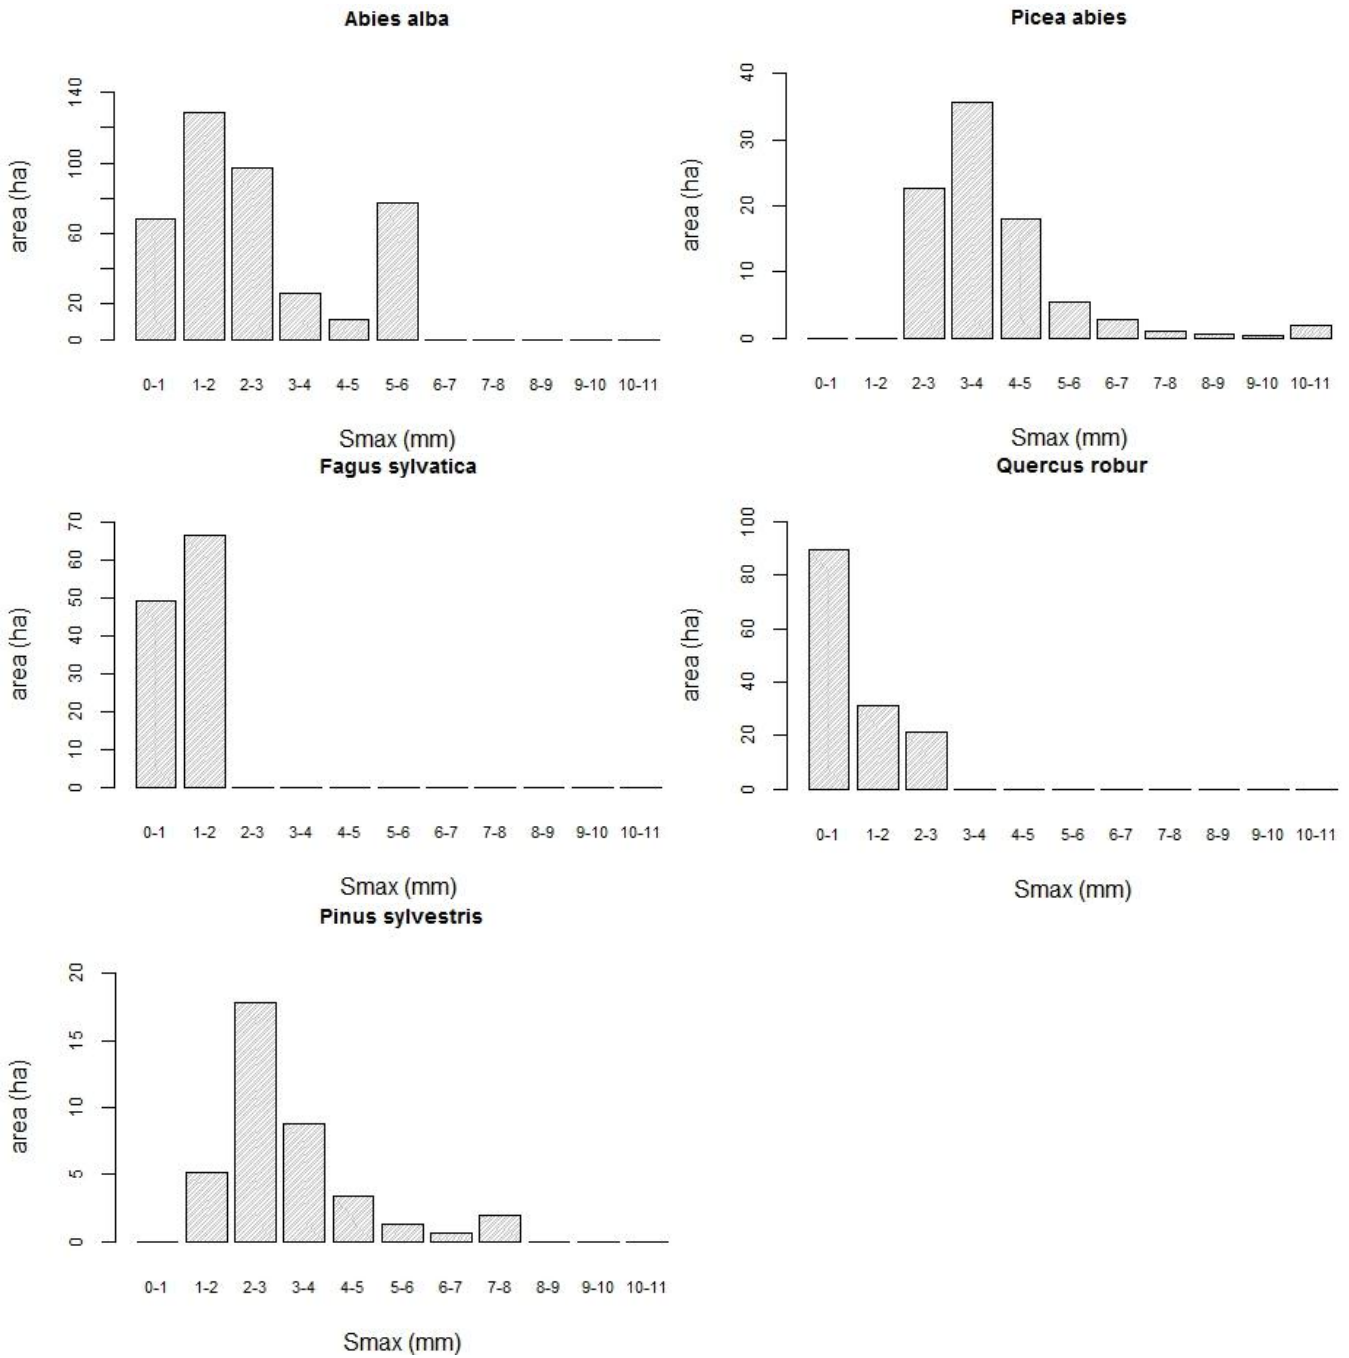 Abies alba
area (ha)
140
100
60
20
0
0-1 1-2 2-3 3-4 4-5 5-6 6-7 7-8 8-9 9-10 10-11
Smax (mm)
Picea abies
area (ha)
40
30
20
10
0
0-1 1-2 2-3 3-4 4-5 5-6 6-7 7-8 8-9 9-10 10-11
Smax (mm)
Fagus sylvatica
area (ha)
70
60
50
40
30
20
10
0
0-1 1-2 2-3 3-4 4-5 5-6 6-7 7-8 8-9 9-10 10-11
Smax (mm)
Quercus robur
area (ha)
100
80
60
40
20
0
0-1 1-2 2-3 3-4 4-5 5-6 6-7 7-8 8-9 9-10 10-11
Smax (mm)
Pinus sylvestris
area (ha)
20
15
10
5
0
0-1 1-2 2-3 3-4 4-5 5-6 6-7 7-8 8-9 9-10 10-11
Smax (mm)